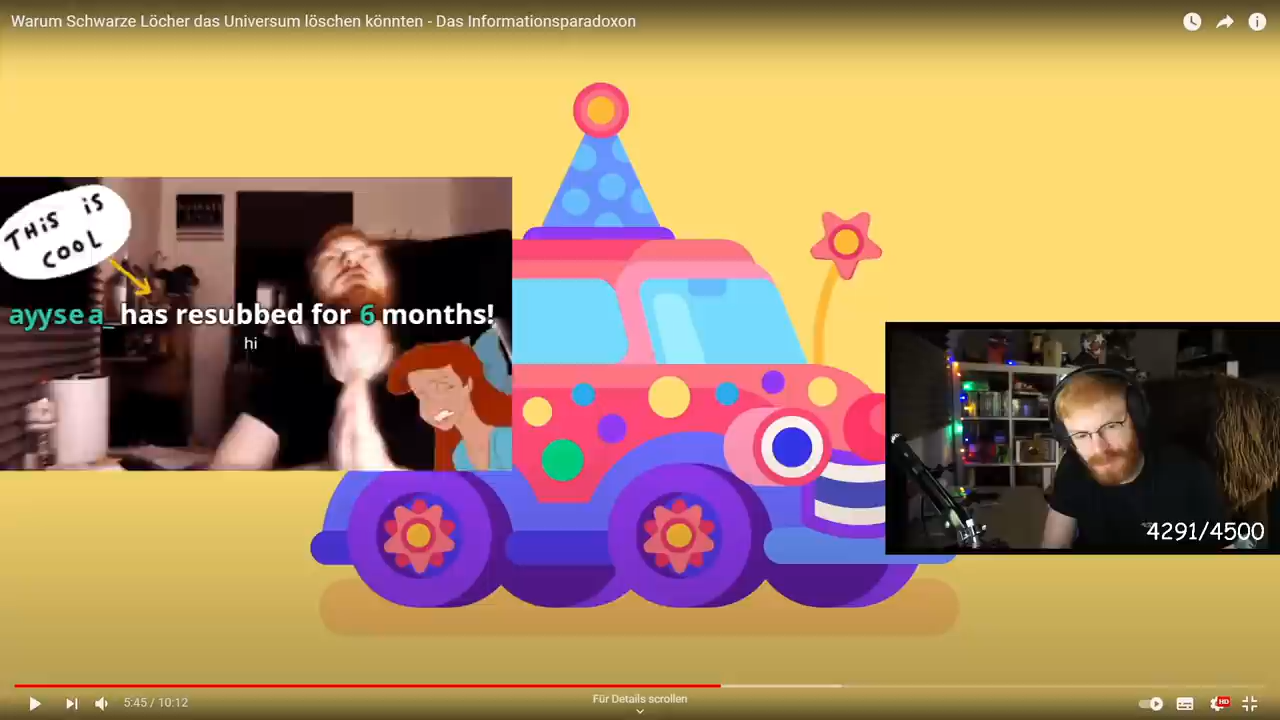 Warum Schwarze Löcher das Universum löschen könnten - Das Informationsparadoxon
THIS IS
COOL
ayysea_ has resubbed for 6 months!
hi
4291/4500
5:45 / 10:12
Für Details scrollen
HD